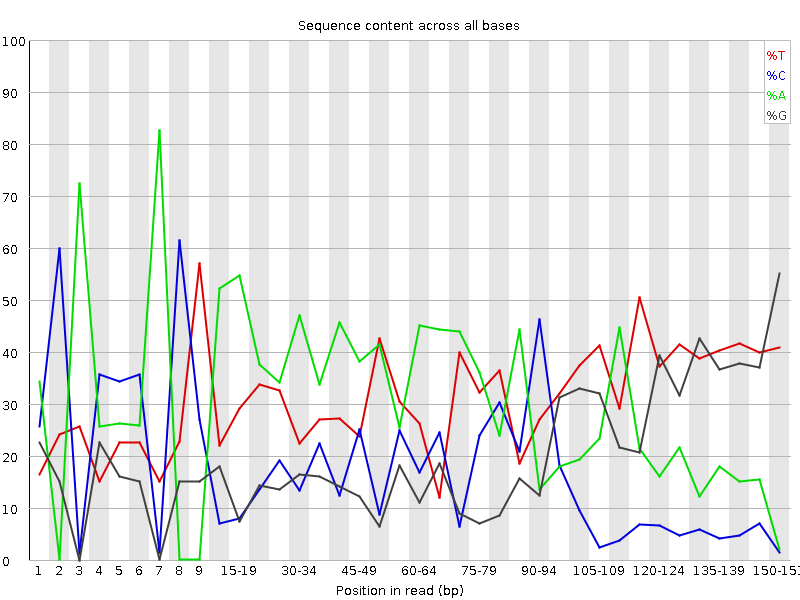 Sequence content across all bases
100
90
80
70
60
50
40
30
20
10
0
%T
%C
%A
%G
1 2 3 4 5 6 7 8 9 15-19 30-34 45-49 60-64 75-79 90-94 105-109 120-124 135-139 150-151
Position in read (bp)